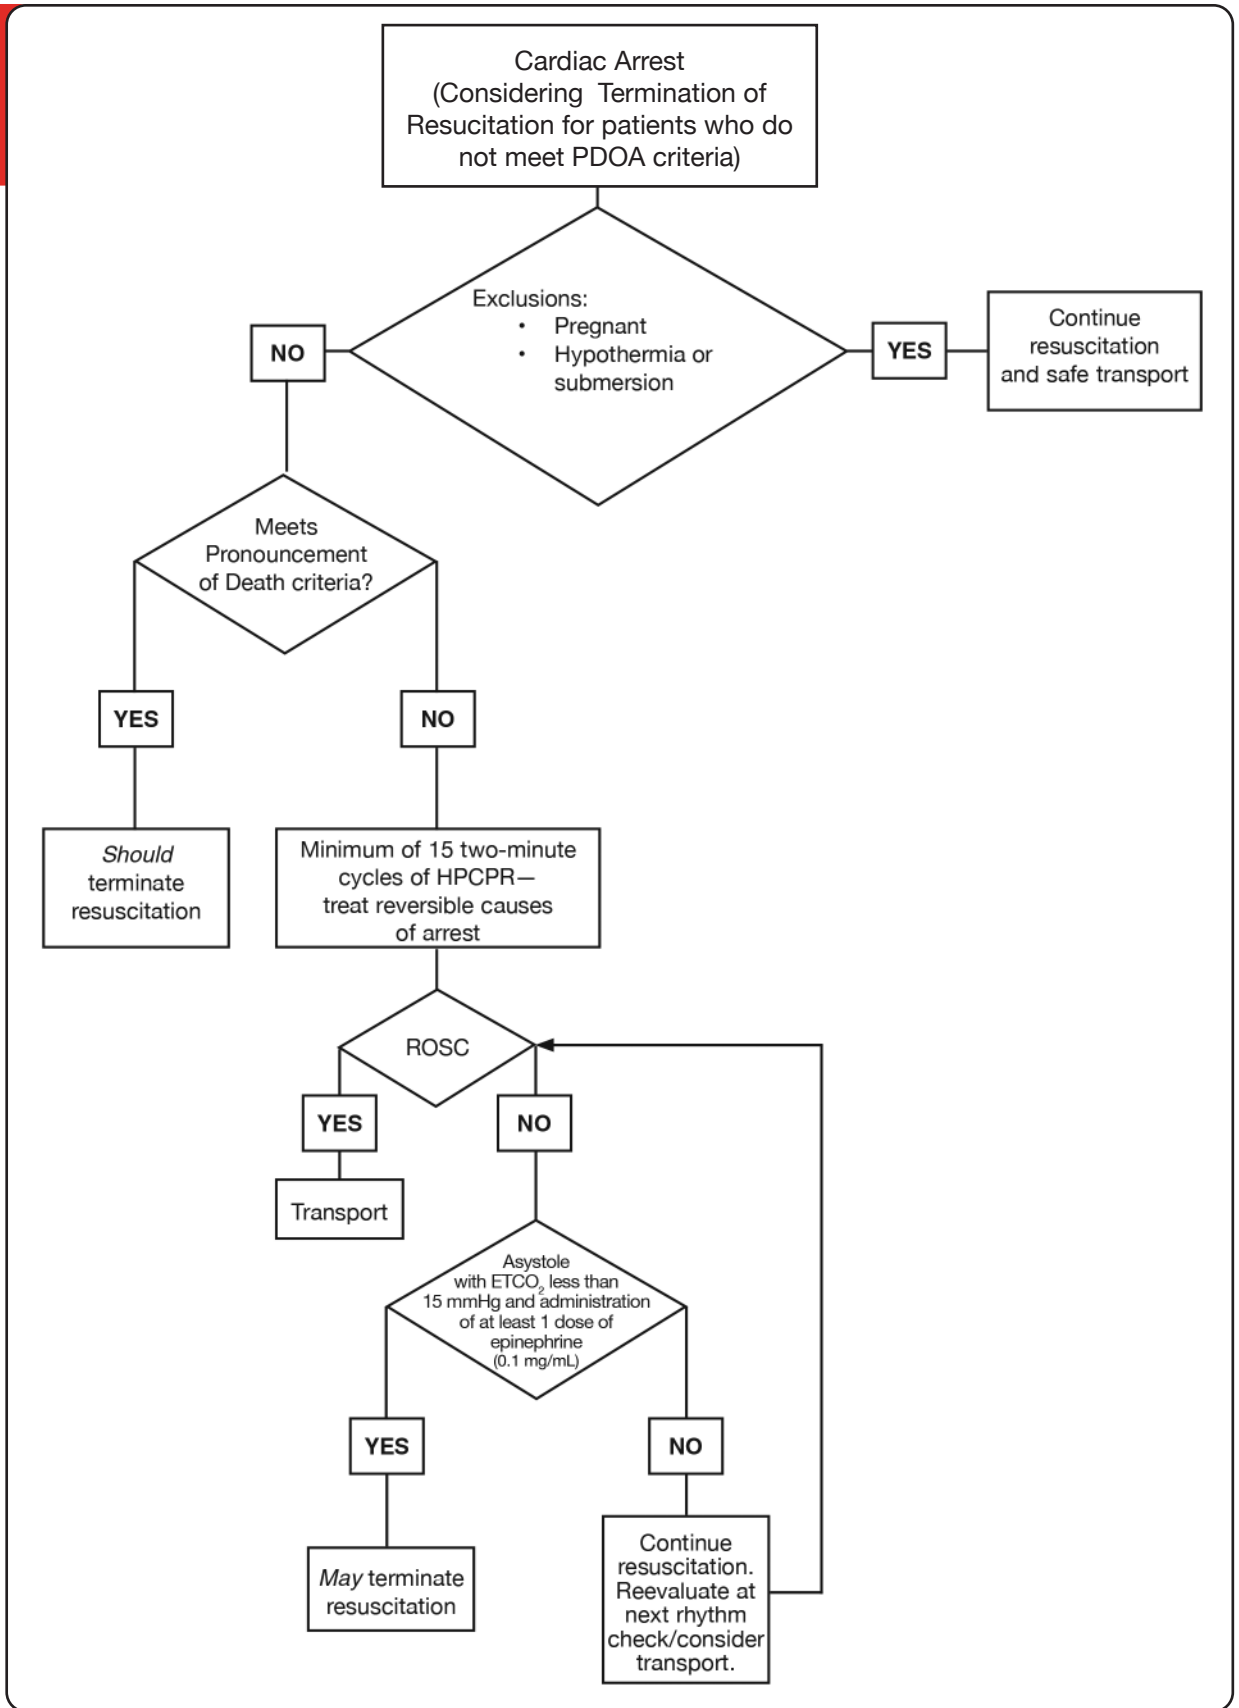 Cardiac Arrest
(Considering Termination of
Resucitation for patients who do
not meet PDOA criteria)
Exclusions:
• Pregnant
• Hypothermia or
submersion
NO
YES
Continue
resuscitation
and safe transport
Meets
Pronouncement
of Death criteria?
YES
NO
Should
terminate
resuscitation
Minimum of 15 two-minute
cycles of HPCPR—
treat reversible causes
of arrest
ROSC
YES
NO
Transport
Asystole
with ETCO₂ less than
15 mmHg and administration
of at least 1 dose of
epinephrine
(0.1 mg/mL)
YES
NO
May terminate
resuscitation
Continue
resuscitation.
Reevaluate at
next rhythm
check/consider
transport.